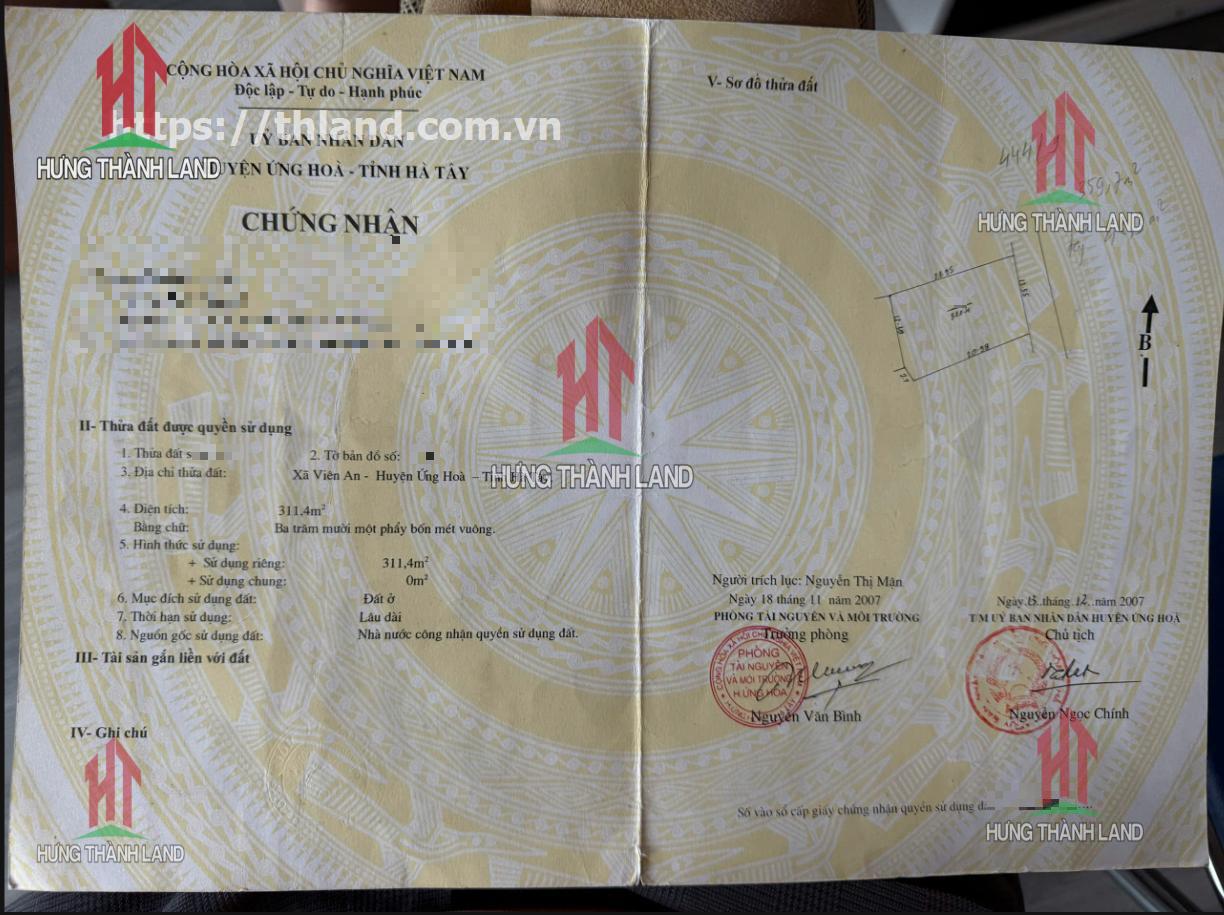 CỘNG HÒA XÃ HỘI CHỦ NGHĨA VIỆT NAM
Độc lập - Tự do - Hạnh phúc
https://thland.com.vn
UỶ BAN NHÂN DÂN
HUYỆN ỨNG HOÀ - TỈNH HÀ TÂY
HƯNG THÀNH LAND
CHỨNG NHẬN
II- Thửa đất được quyền sử dụng
1. Thửa đất s
2. Tờ bản đồ số:
3. Địa chỉ thửa đất: Xã Viên An - Huyện Ứng Hoà –
4. Diện tích: 311,4m²
Bằng chữ: Ba trăm mười một phẩy bốn mét vuông.
5. Hình thức sử dụng:
+ Sử dụng riêng: 311,4m²
+ Sử dụng chung: 0m²
6. Mục đích sử dụng đất: Đất ở
7. Thời hạn sử dụng: Lâu dài
8. Nguồn gốc sử dụng đất: Nhà nước công nhận quyền sử dụng đất.
III- Tài sản gắn liền với đất
IV- Ghi chú
HƯNG THÀNH LAND
HƯNG THÀNH LAND
V- Sơ đồ thửa đất
HƯNG THÀNH LAND
B
Người trích lục: Nguyễn Thị Mận
Ngày 18 tháng 11 năm 2007
PHÒNG TÀI NGUYÊN VÀ MÔI TRƯỜNG
Trưởng phòng
PHÒNG
TÀI NGUYÊN
VÀ MÔI TRƯỜNG
H.ỨNG HÒA
Nguyễn Văn Bình
Ngày 13 tháng 12 năm 2007
T/M UỶ BAN NHÂN DÂN HUYỆN ỨNG HOÀ
Chủ tịch
Nguyễn Ngọc Chính
Số vào sổ cấp giấy chứng nhận quyền sử dụng đ
HƯNG THÀNH LAND